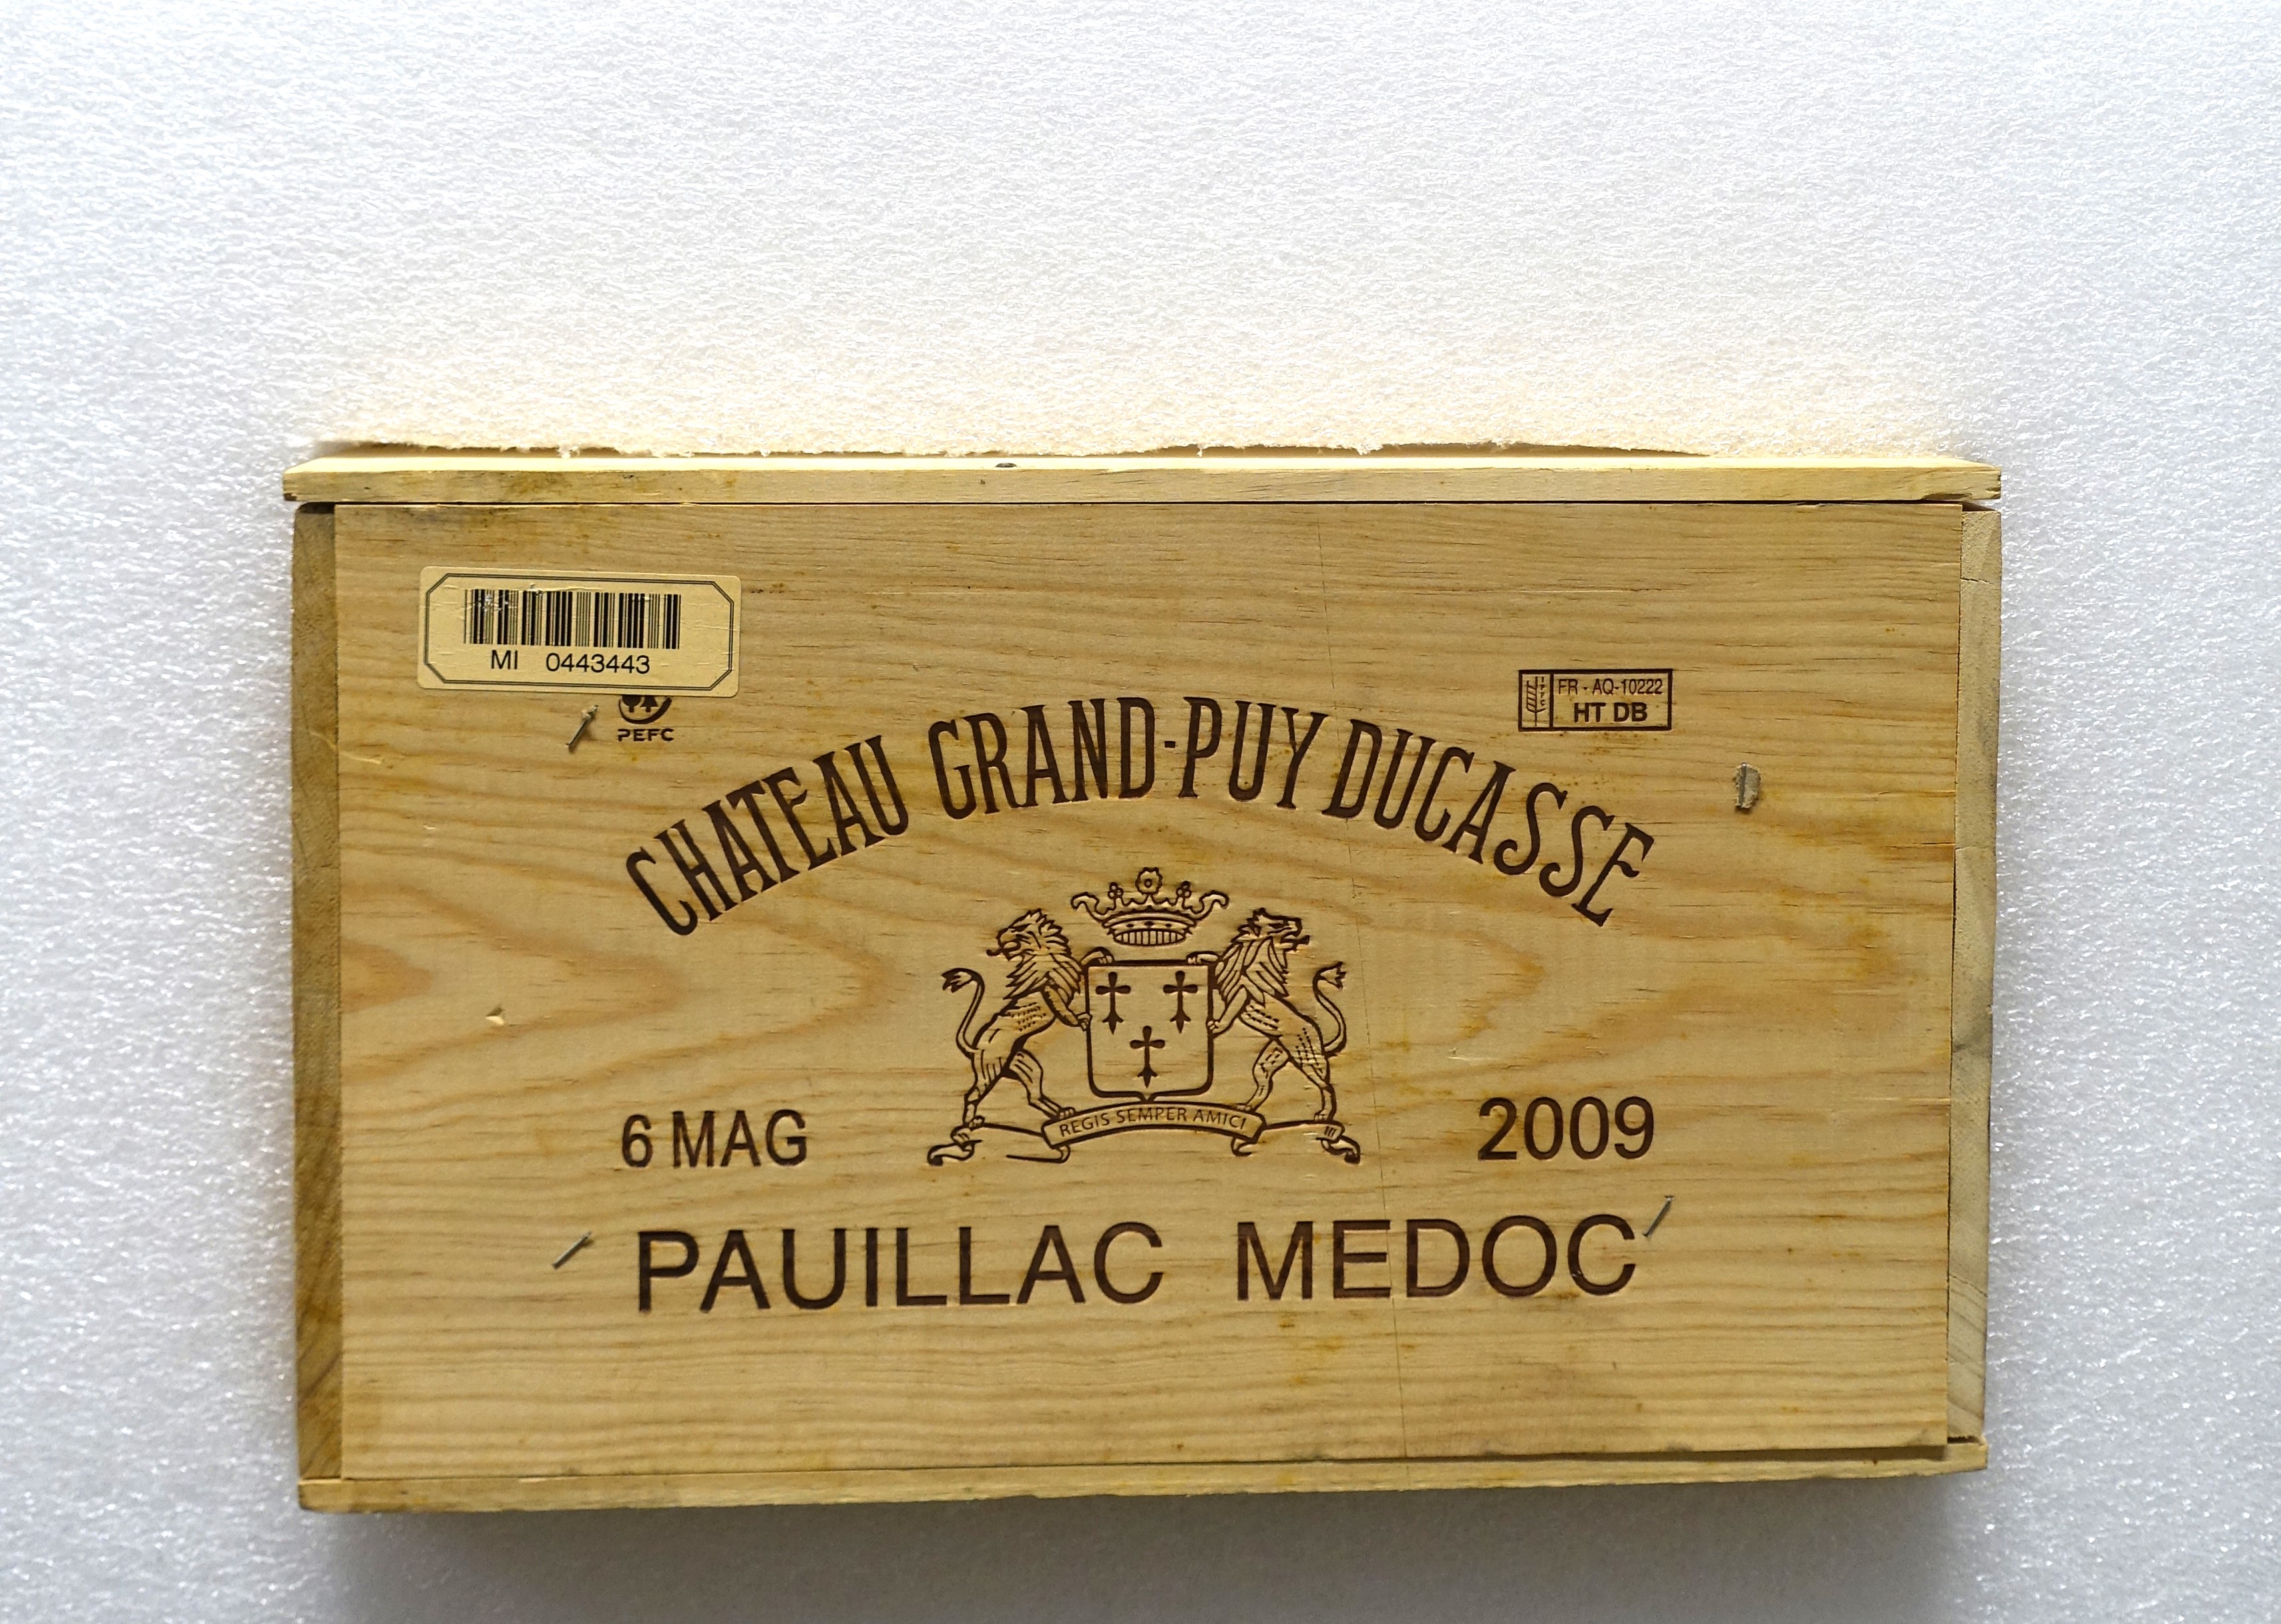 MI 0443443
PEFC
FR - AQ-10222
HT DB
CHATEAU GRAND-PUY DUCASSE
REGIS SEMPER AMICI
6 MAG
2009
PAUILLAC MEDOC